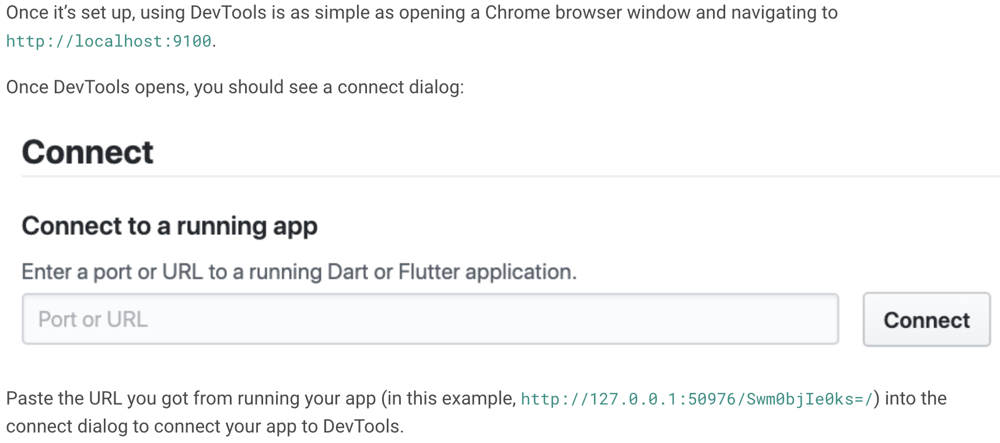 Once it’s set up, using DevTools is as simple as opening a Chrome browser window and navigating to
http://localhost:9100.
Once DevTools opens, you should see a connect dialog:
Connect
Connect to a running app
Enter a port or URL to a running Dart or Flutter application.
Port or URL
Connect
Paste the URL you got from running your app (in this example, http://127.0.0.1:50976/Swm0bjIe0ks=/) into the
connect dialog to connect your app to DevTools.